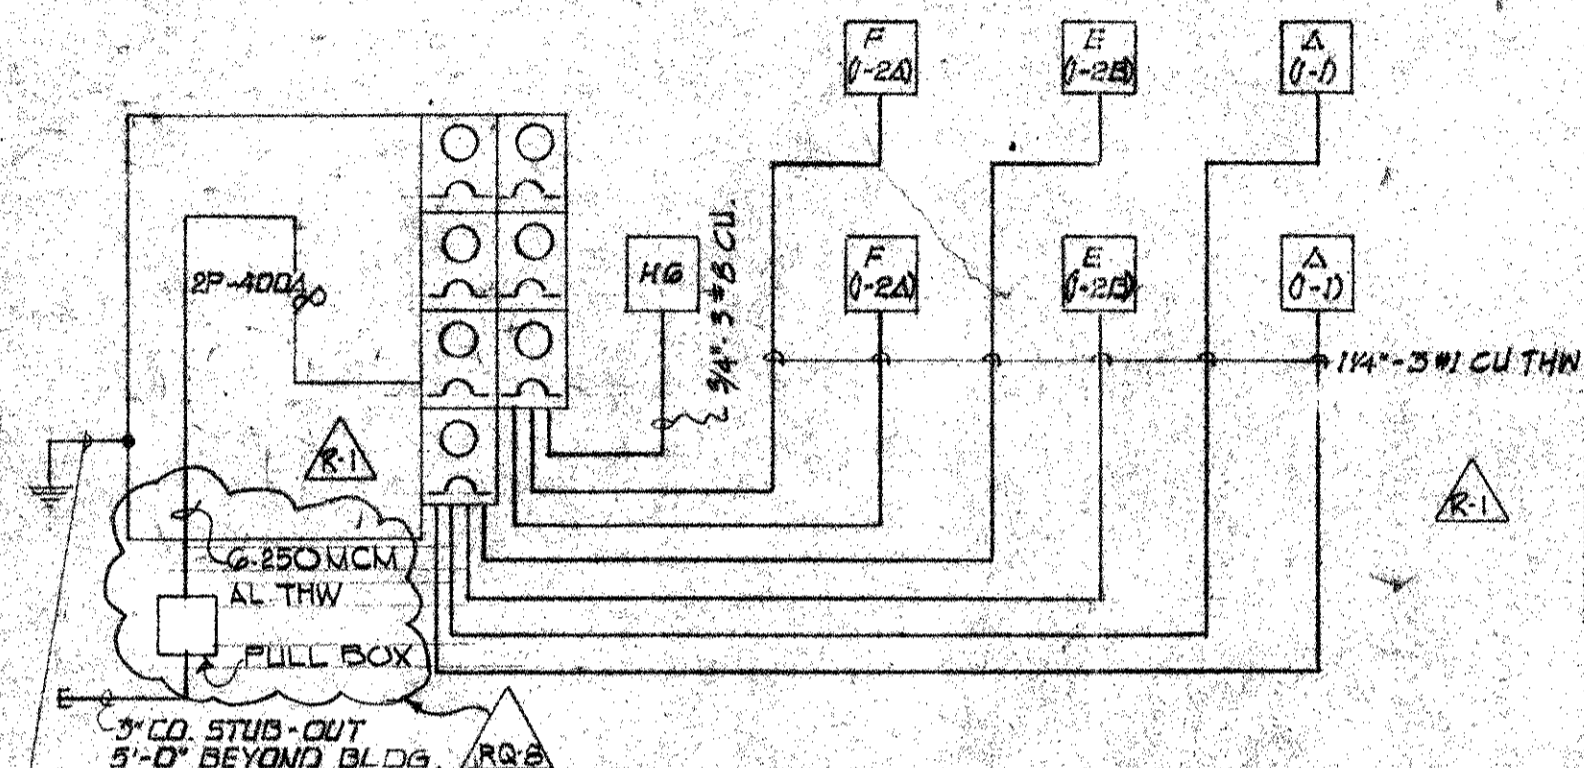 F
(1-2A)
E
(1-2B)
A
(1-1)
2P-400A
HG
3/4"-3 #8 CU.
F
(1-2A)
E
(1-2B)
A
(1-1)
1 1/4"-3 #1 CU THW
R-1
R-1
6-250 MCM
AL THW
PULL BOX
E
3" CO. STUB-OUT
5'-0" BEYOND BLDG.
RQ-8